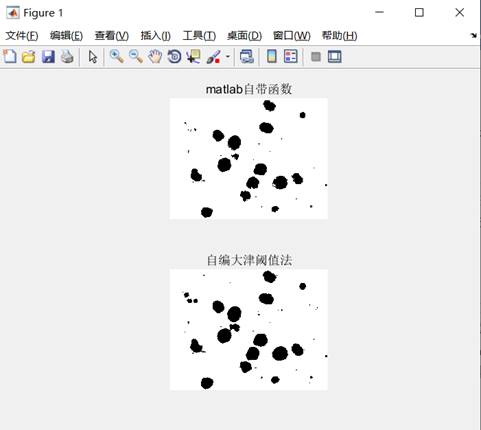 Figure 1
文件(F) 编辑(E) 查看(V) 插入(I) 工具(T) 桌面(D) 窗口(W) 帮助(H)
matlab自带函数
自编大津阈值法